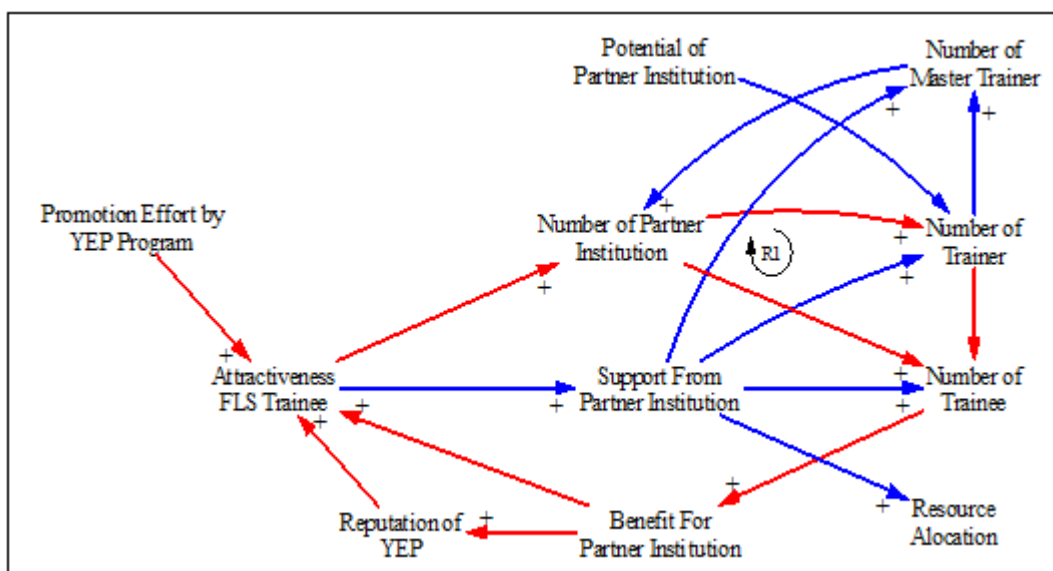 Potential of
Partner Institution
Number of
Master Trainer
+
+
Promotion Effort by
YEP Program
+
Number of Partner
Institution
+
+
R1
Number of
Trainer
+
+
+
Attractiveness
FLS Trainee
+
+
+
Support From
Partner Institution
+
+
Number of
Trainee
+
Reputation of
YEP
+
Benefit For
Partner Institution
+
Resource
Alocation